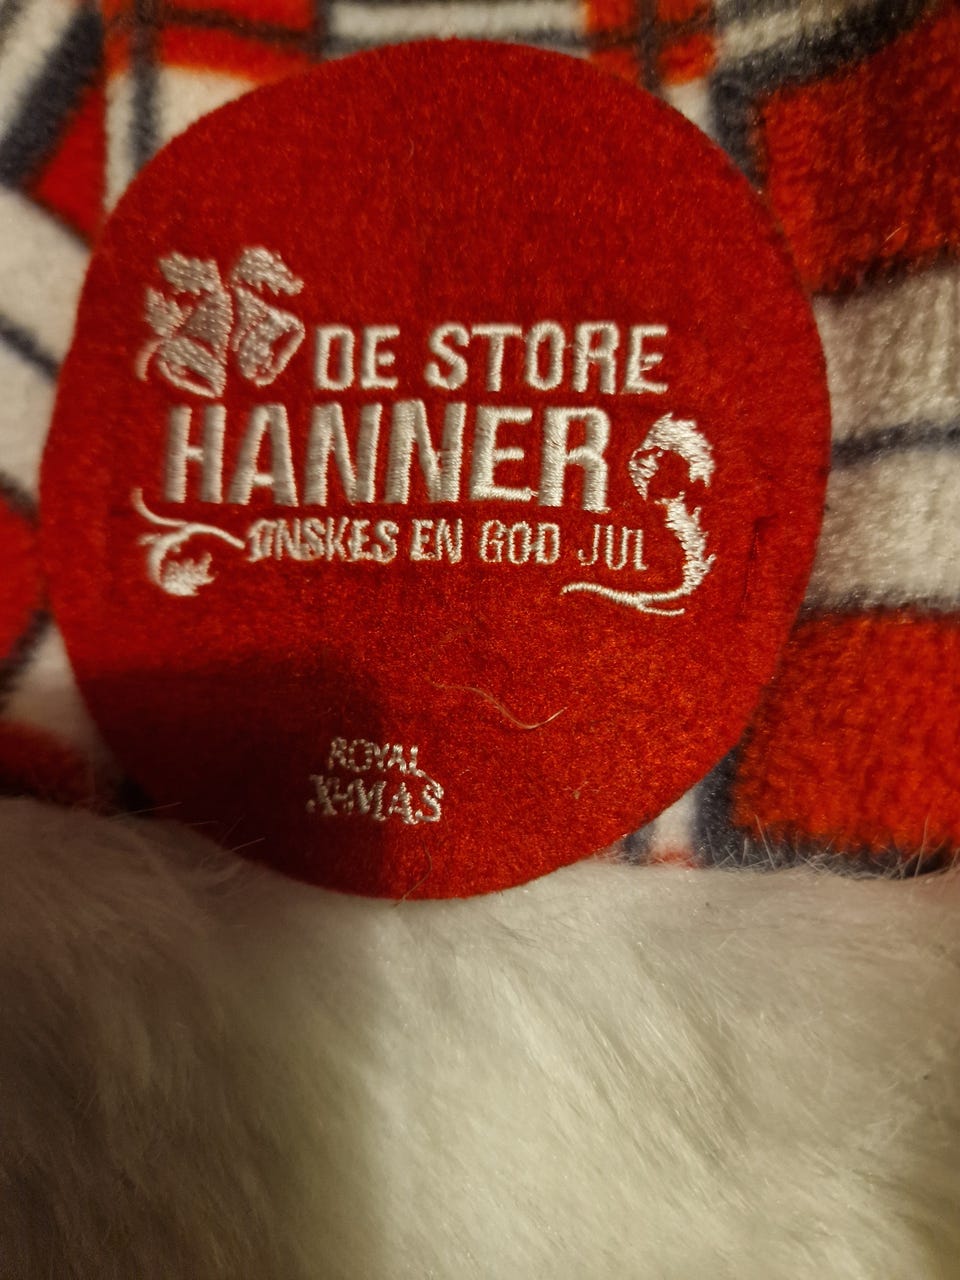 DE STORE
HANNER
ØNSKES EN GOD JUL
ROYAL
X-MAS